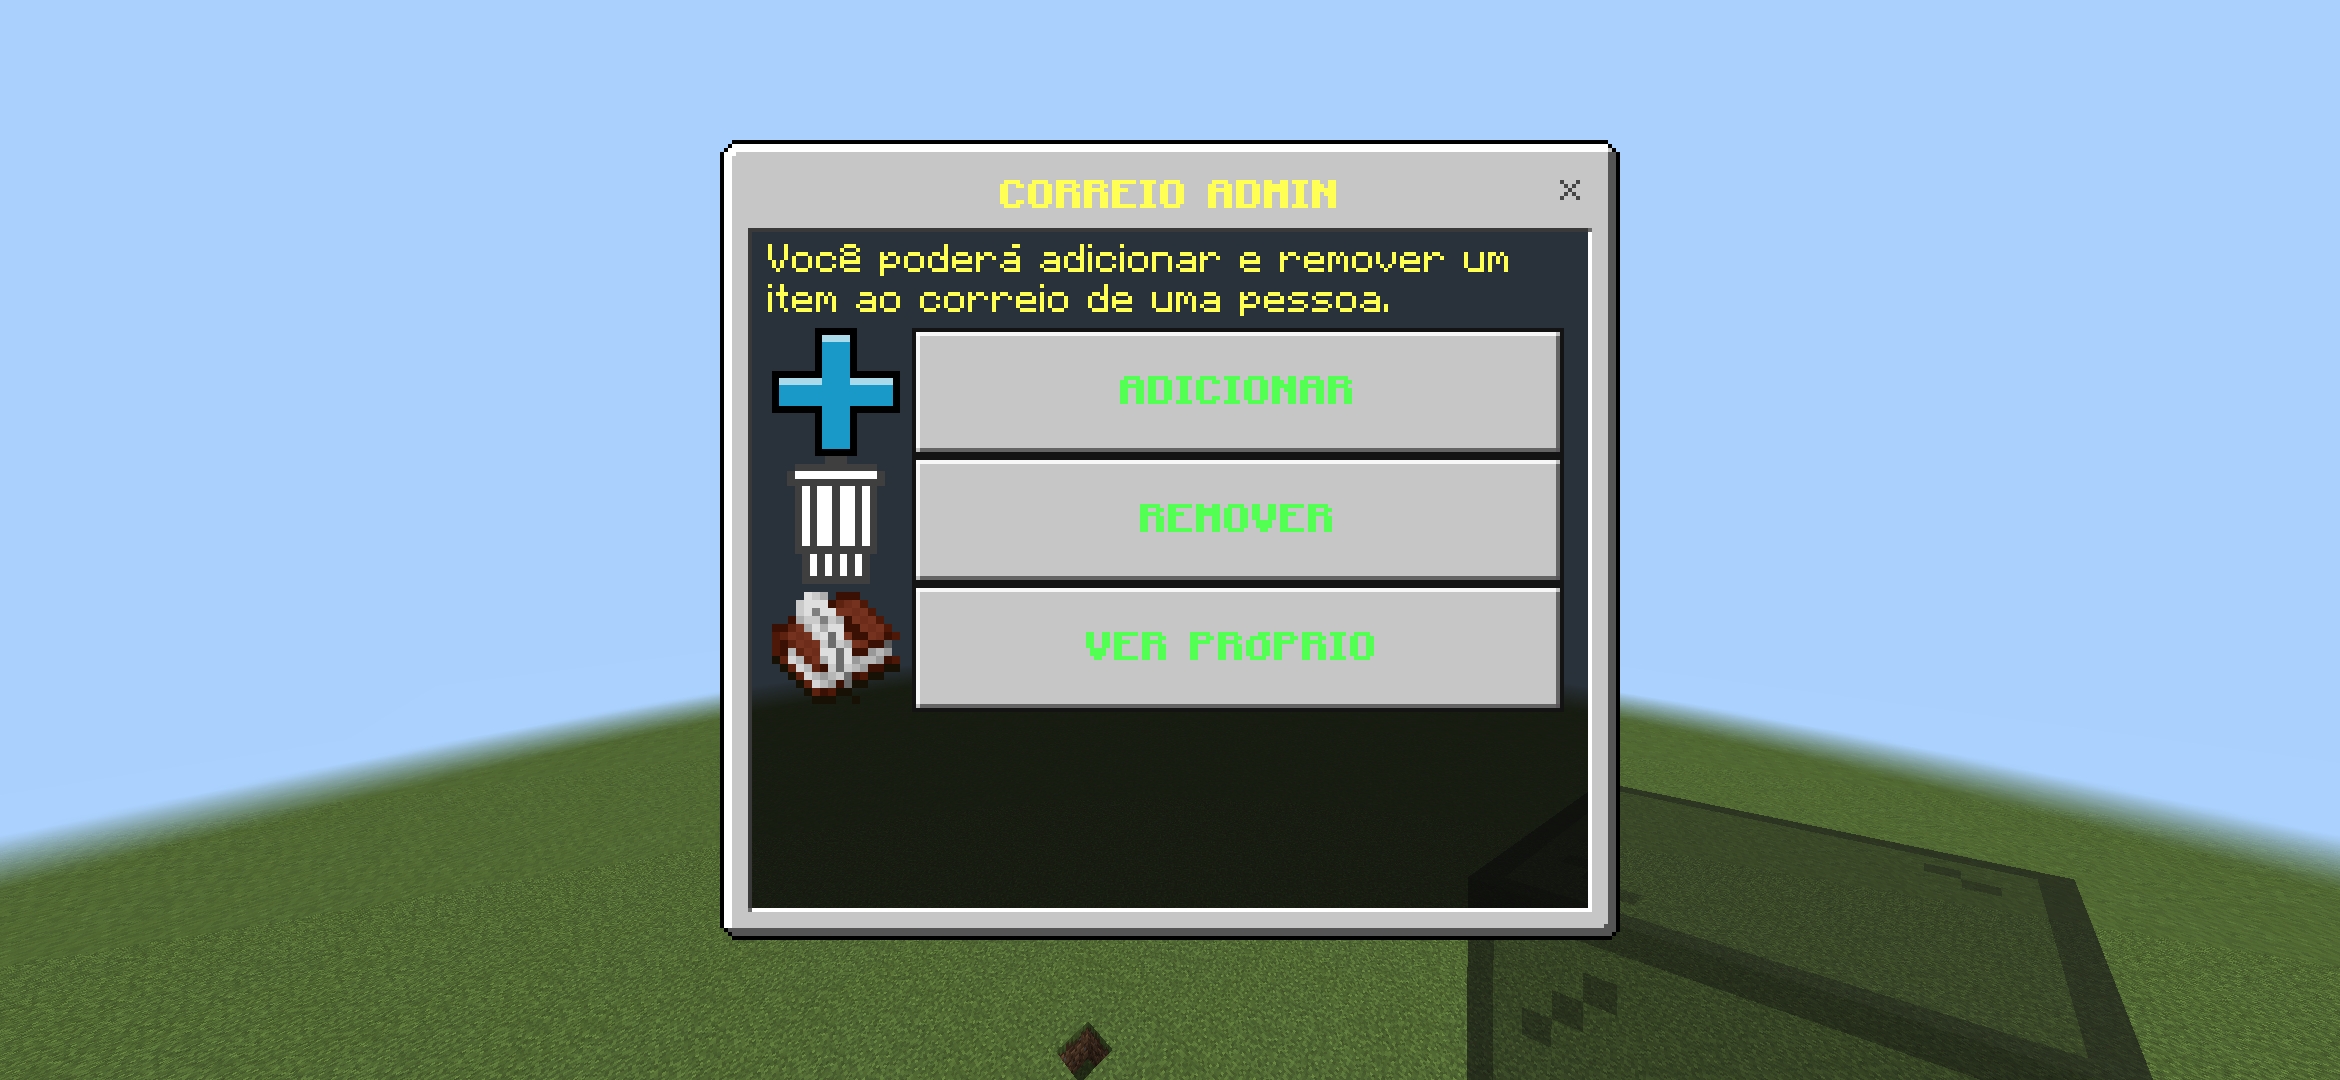 CORREIO ADMIN
Você poderá adicionar e remover um
item ao correio de uma pessoa.
ADICIONAR
REMOVER
VER PRÓPRIO